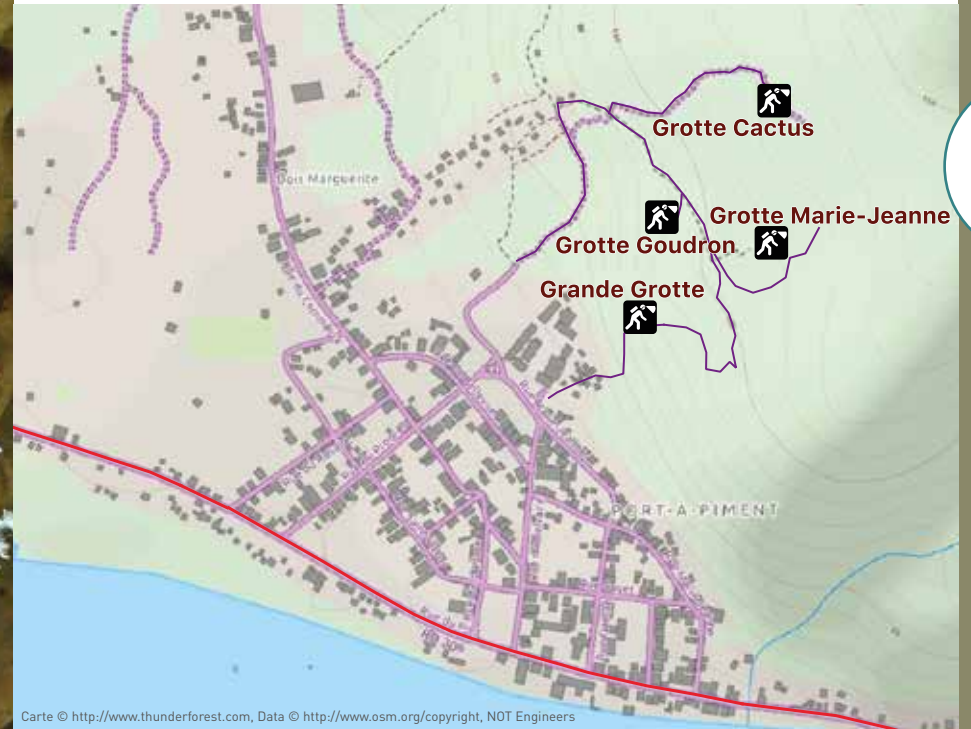 Grotte Cactus
Bois Marguerite
Grotte Marie-Jeanne
Grotte Goudron
Grande Grotte
PORT-À-PIMENT
Carte © http://www.thunderforest.com, Data © http://www.osm.org/copyright, NOT Engineers